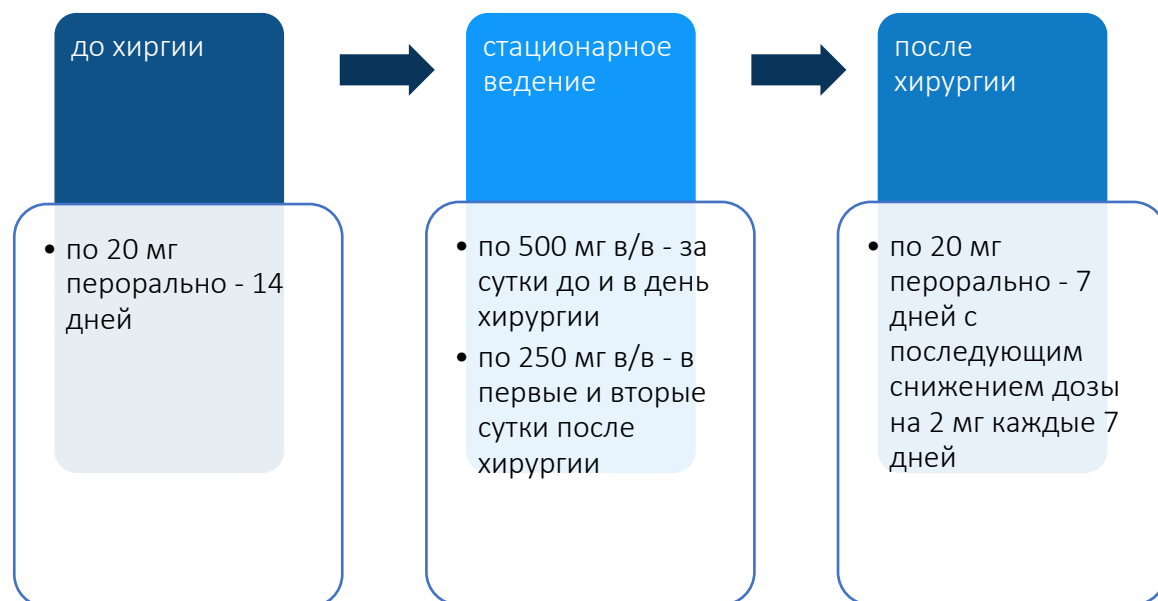 до хиргии
• по 20 мг
перорально - 14
дней
стационарное
ведение
• по 500 мг в/в - за
сутки до и в день
хирургии
• по 250 мг в/в - в
первые и вторые
сутки после
хирургии
после
хирургии
• по 20 мг
перорально - 7
дней с
последующим
снижением дозы
на 2 мг каждые 7
дней